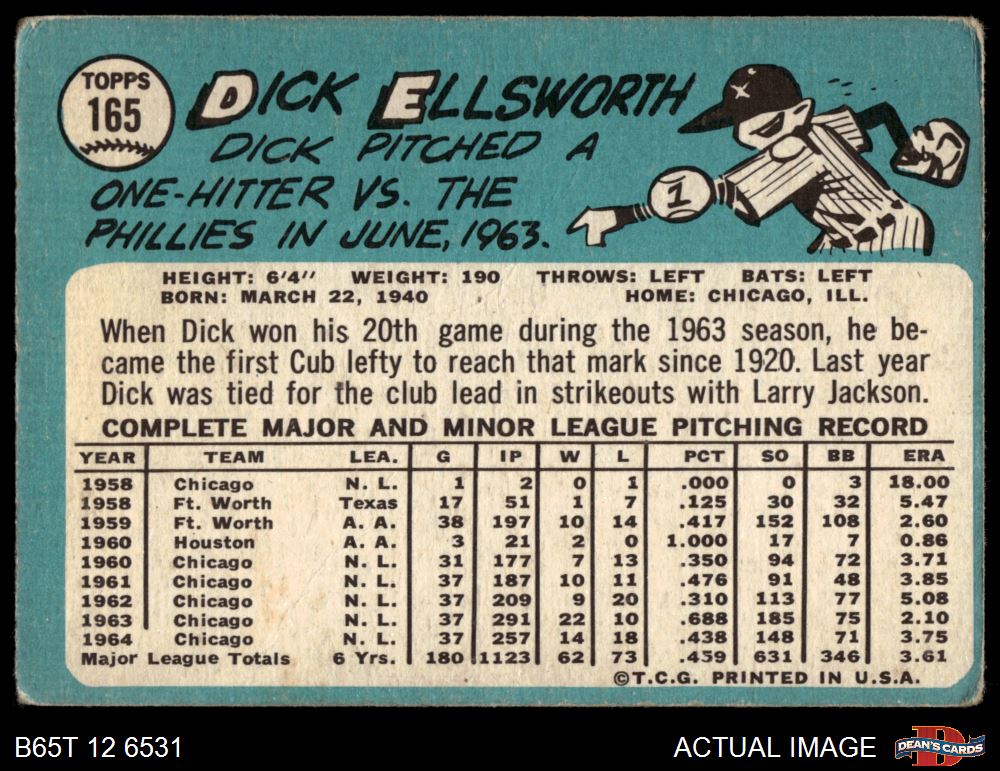 TOPPS
165
DICK ELLSWORTH
DICK PITCHED A
ONE-HITTER VS. THE
PHILLIES IN JUNE, 1963.
1
HEIGHT: 6'4" WEIGHT: 190 THROWS: LEFT BATS: LEFT
BORN: MARCH 22, 1940 HOME: CHICAGO, ILL.
When Dick won his 20th game during the 1963 season, he be-
came the first Cub lefty to reach that mark since 1920. Last year
Dick was tied for the club lead in strikeouts with Larry Jackson.
COMPLETE MAJOR AND MINOR LEAGUE PITCHING RECORD
YEAR TEAM LEA. G IP W L PCT SO BB ERA
1958 Chicago N. L. 1 2 0 1 .000 0 3 18.00
1958 Ft. Worth Texas 17 51 1 7 .125 30 32 5.47
1959 Ft. Worth A. A. 38 197 10 14 .417 152 108 2.60
1960 Houston A. A. 3 21 2 0 1.000 17 7 0.86
1960 Chicago N. L. 31 177 7 13 .350 94 72 3.71
1961 Chicago N. L. 37 187 10 11 .476 91 48 3.85
1962 Chicago N. L. 37 209 9 20 .310 113 77 5.08
1963 Chicago N. L. 37 291 22 10 .688 185 75 2.10
1964 Chicago N. L. 37 257 14 18 .438 148 71 3.75
Major League Totals 6 Yrs. 180 1123 62 73 .459 631 346 3.61
©T.C.G. PRINTED IN U.S.A.
B65T 12 6531
ACTUAL IMAGE
D
DEAN'S CARDS